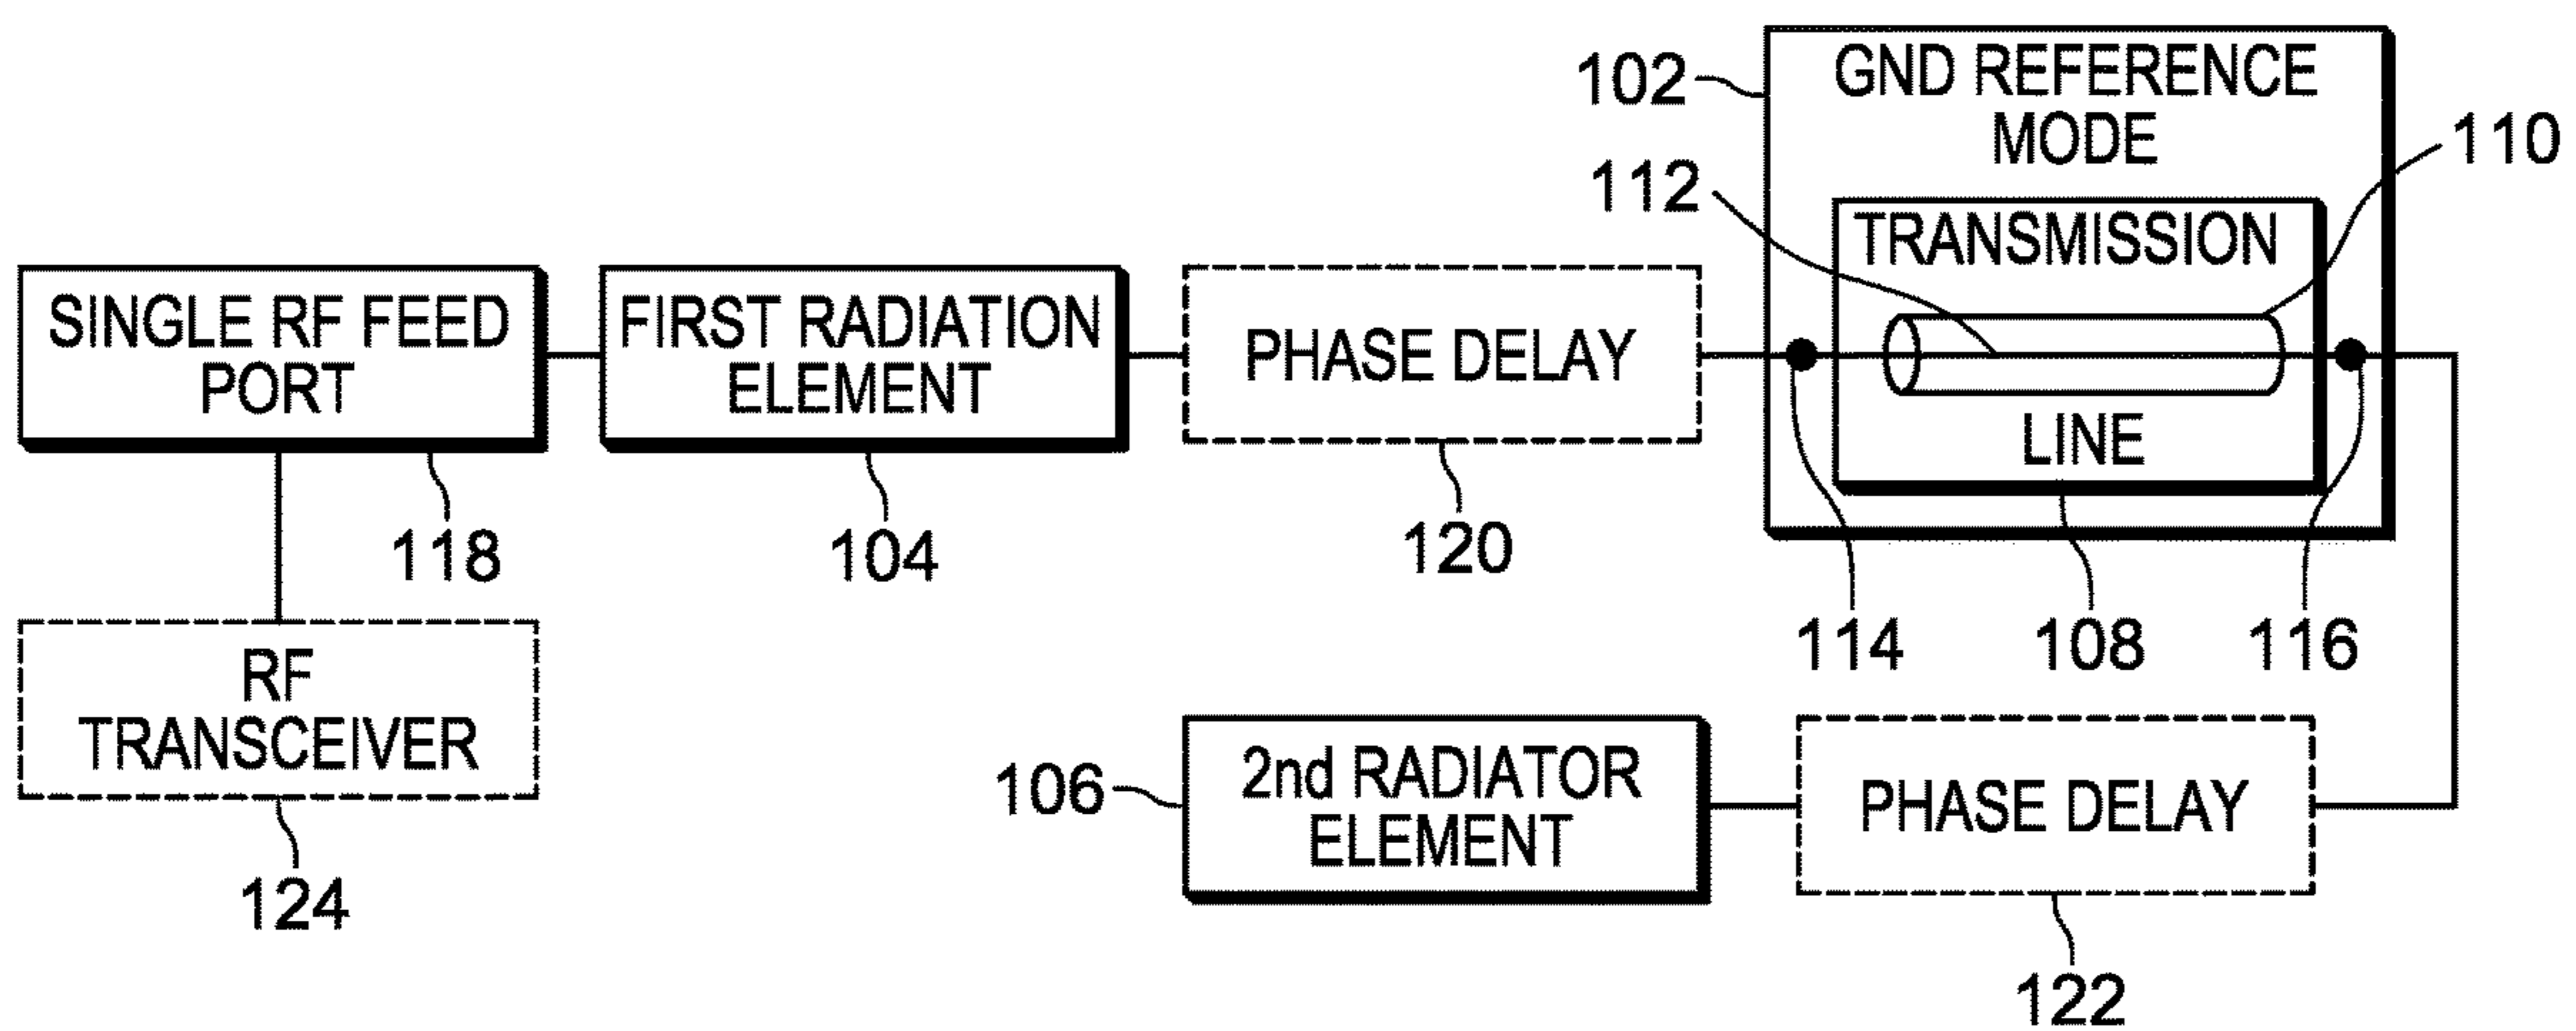 102
GND REFERENCE
MODE
110
112
TRANSMISSION
LINE
SINGLE RF FEED
PORT
FIRST RADIATION
ELEMENT
PHASE DELAY
118
104
120
114
108
116
RF
TRANSCEIVER
124
106
2nd RADIATOR
ELEMENT
PHASE DELAY
122